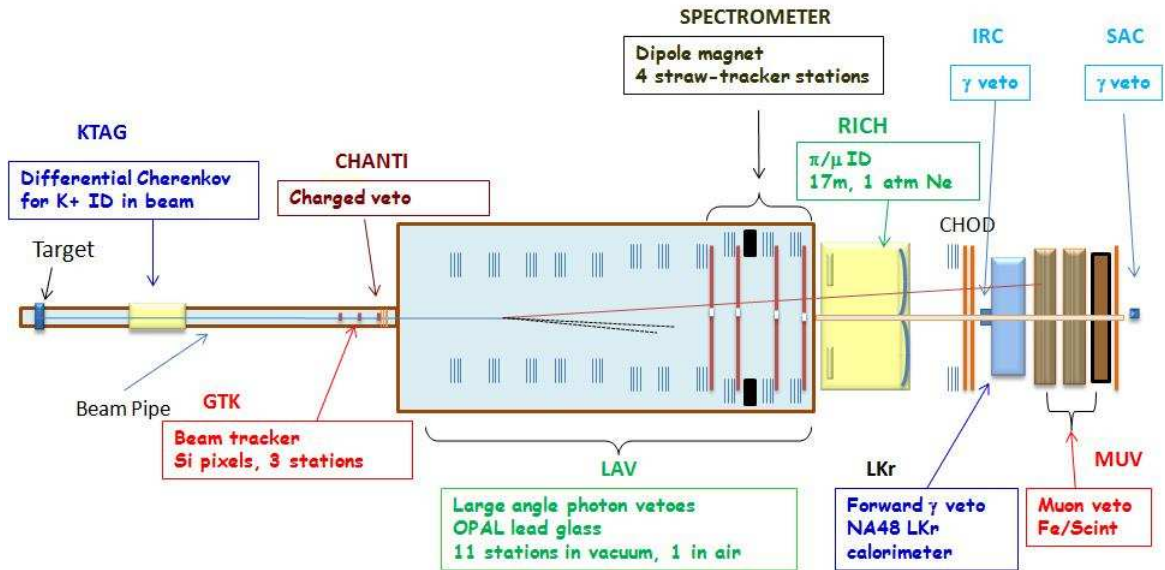 SPECTROMETER
Dipole magnet
4 straw-tracker stations
IRC
γ veto
SAC
γ veto
KTAG
Differential Cherenkov
for K+ ID in beam
CHANTI
Charged veto
RICH
π/μ ID
17m, 1 atm Ne
CHOD
Target
Beam Pipe
GTK
Beam tracker
Si pixels, 3 stations
LAV
Large angle photon vetoes
OPAL lead glass
11 stations in vacuum, 1 in air
LKr
Forward γ veto
NA48 LKr
calorimeter
MUV
Muon veto
Fe/Scint